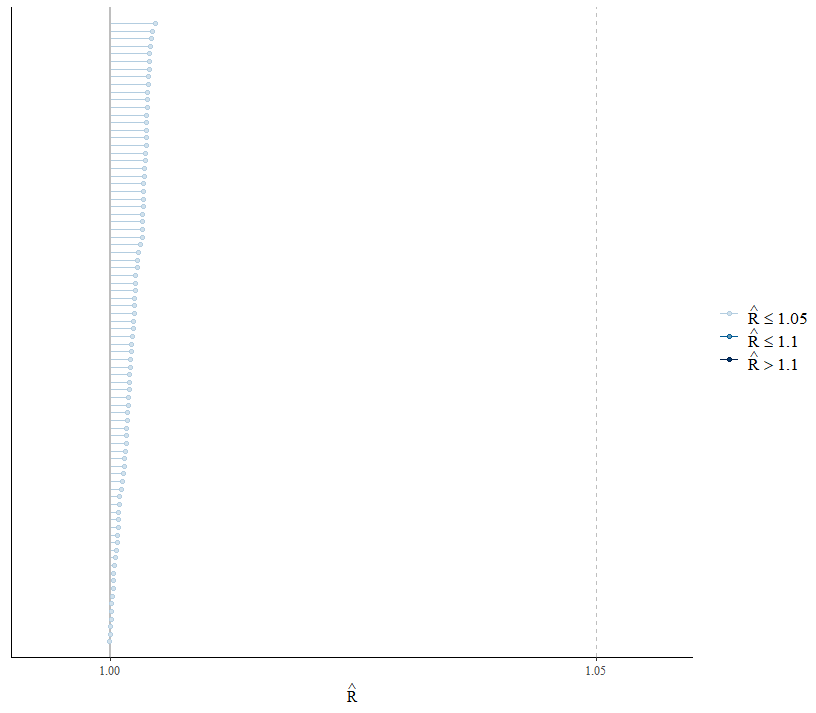 R̂ ≤ 1.05
R̂ ≤ 1.1
R̂ > 1.1
1.00 1.05
R̂